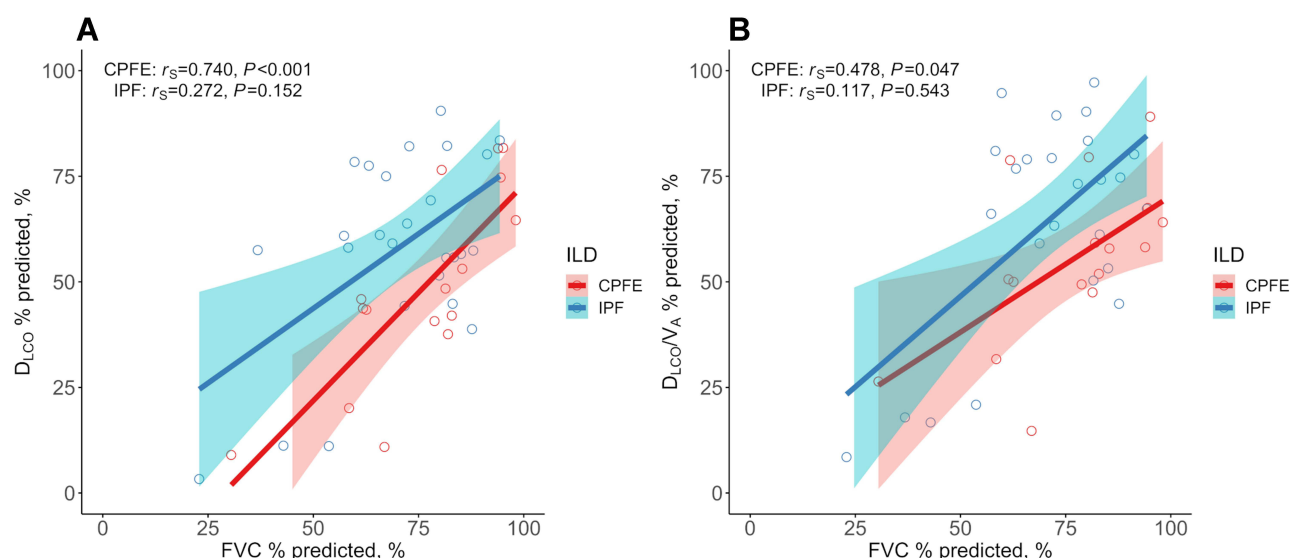 A
CPFE: rS=0.740, P<0.001
IPF: rS=0.272, P=0.152
100
75
50
25
0
DLCO % predicted, %
0 25 50 75 100
FVC % predicted, %
ILD
CPFE
IPF
B
CPFE: rS=0.478, P=0.047
IPF: rS=0.117, P=0.543
100
75
50
25
0
DLCO/VA % predicted, %
0 25 50 75 100
FVC % predicted, %
ILD
CPFE
IPF